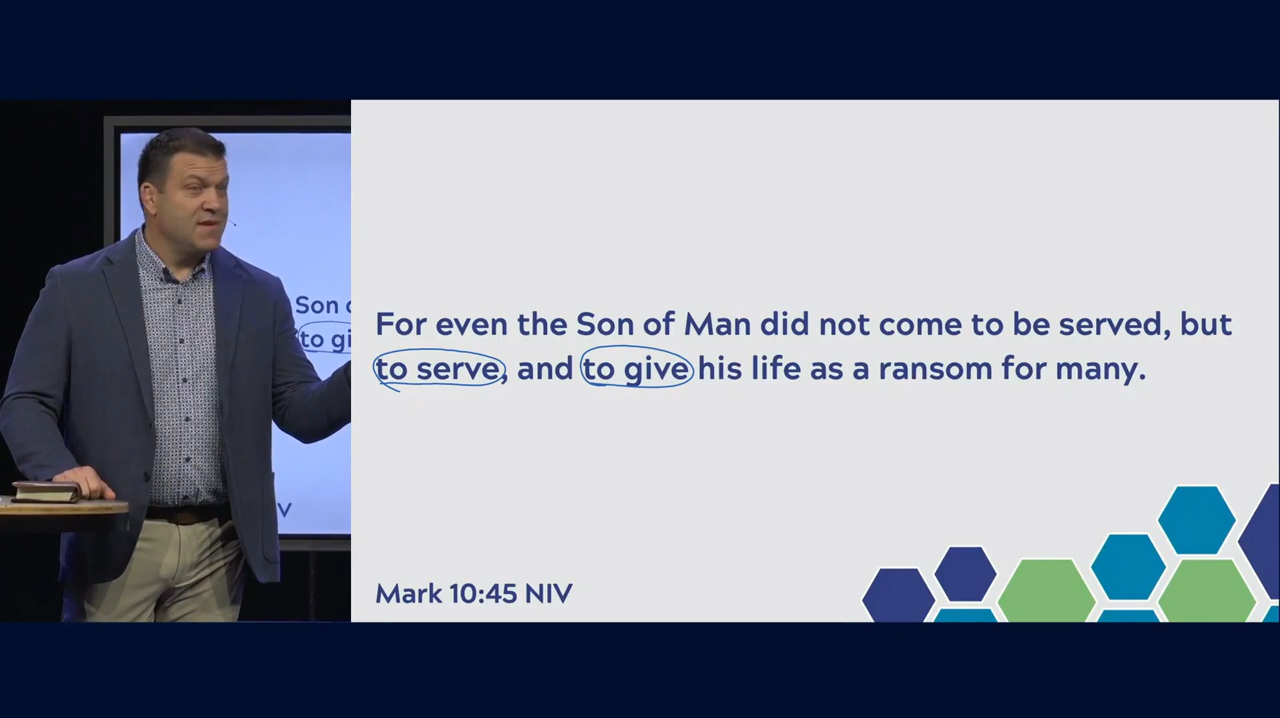 For even the Son of Man did not come to be served, but
to serve, and to give his life as a ransom for many.
Mark 10:45 NIV
Son
to gi
IV